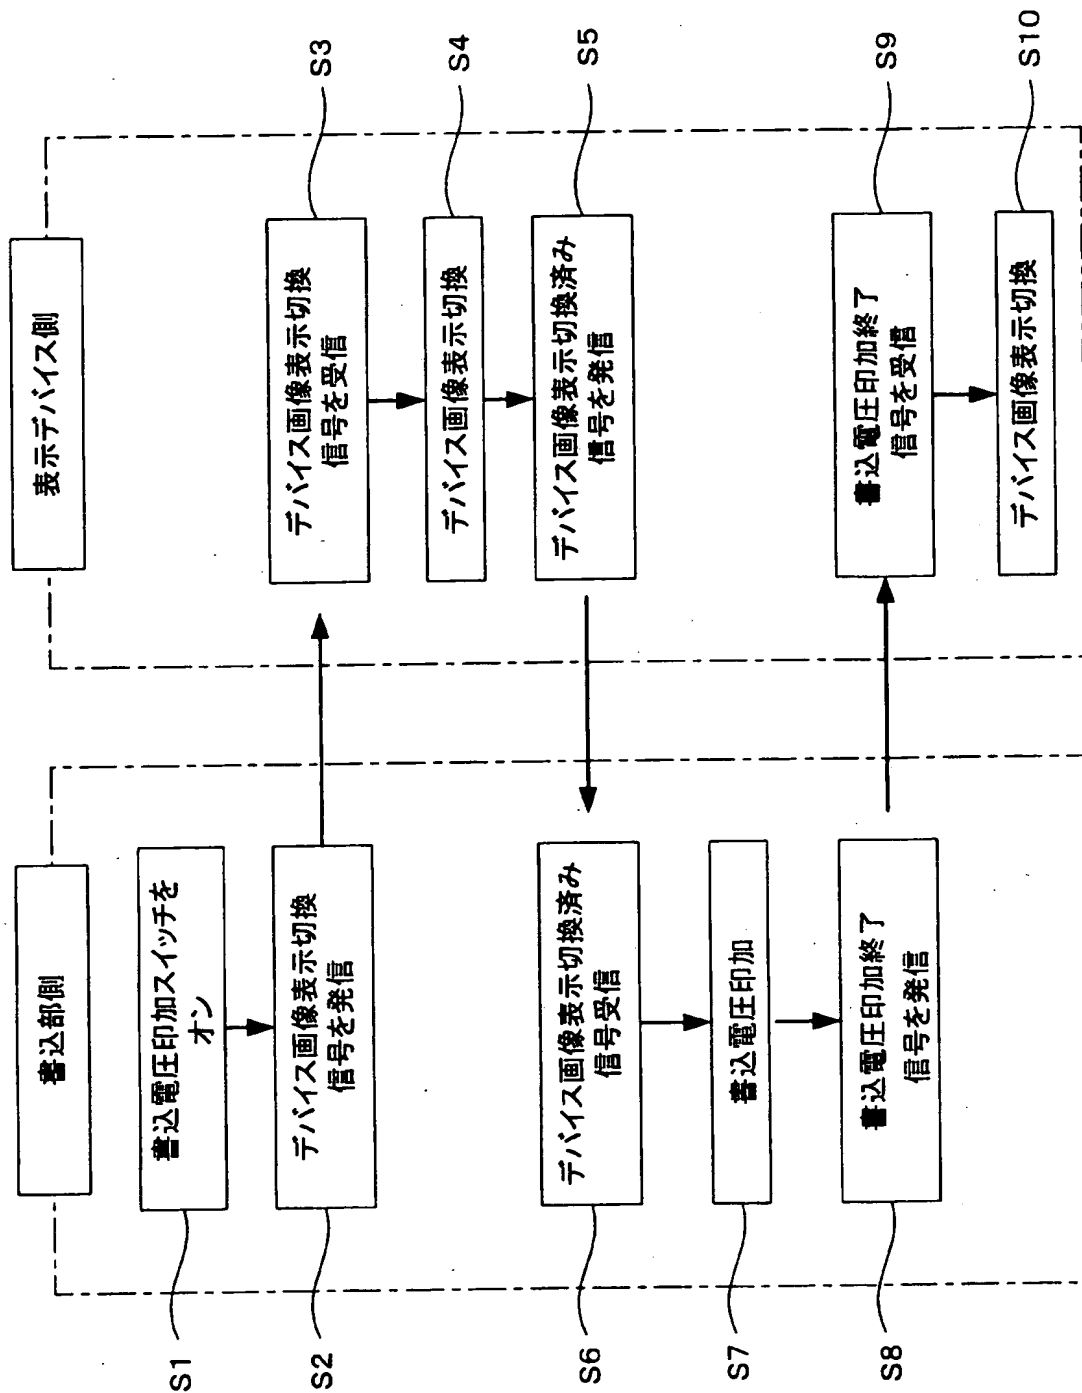 書込部側
表示デバイス側
S1
書込電圧印加スイッチを
オン
S2
デバイス画像表示切換
信号を発信
S3
デバイス画像表示切換
信号を受信
S4
デバイス画像表示切換
S5
デバイス画像表示切換済み
信号を発信
S6
デバイス画像表示切換済み
信号受信
S7
書込電圧印加
S8
書込電圧印加終了
信号を発信
S9
書込電圧印加終了
信号を受信
S10
デバイス画像表示切換